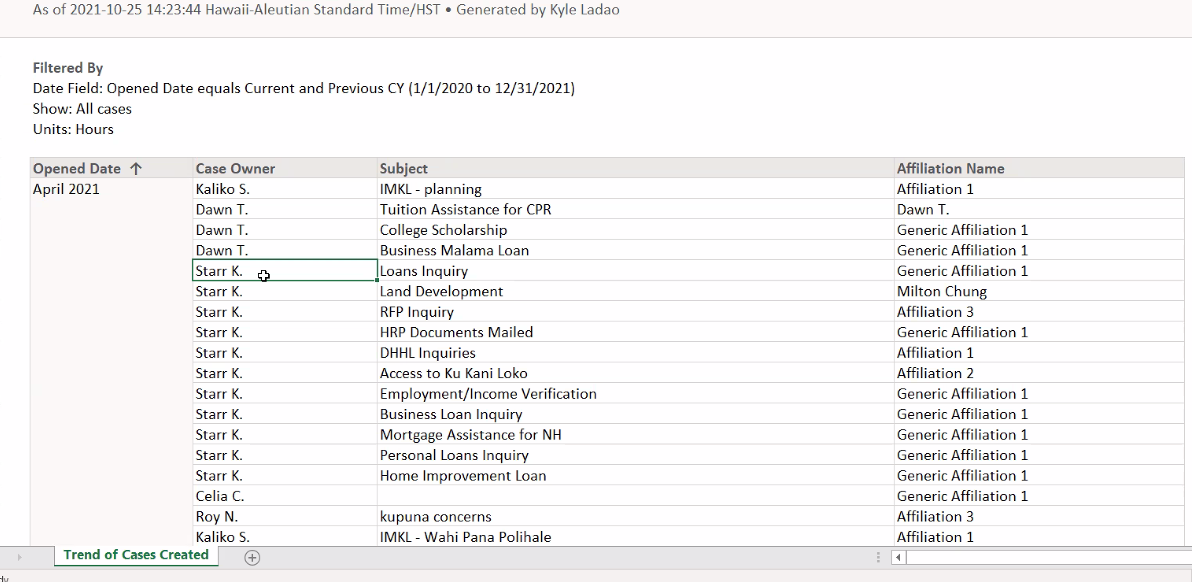 As of 2021-10-25 14:23:44 Hawaii-Aleutian Standard Time/HST • Generated by Kyle Ladao
Filtered By
Date Field: Opened Date equals Current and Previous CY (1/1/2020 to 12/31/2021)
Show: All cases
Units: Hours
Opened Date ↑ Case Owner Subject Affiliation Name
April 2021 Kaliko S. IMKL - planning Affiliation 1
Dawn T. Tuition Assistance for CPR Dawn T.
Dawn T. College Scholarship Generic Affiliation 1
Dawn T. Business Malama Loan Generic Affiliation 1
Starr K. Loans Inquiry Generic Affiliation 1
Starr K. Land Development Milton Chung
Starr K. RFP Inquiry Affiliation 3
Starr K. HRP Documents Mailed Generic Affiliation 1
Starr K. DHHL Inquiries Affiliation 1
Starr K. Access to Ku Kani Loko Affiliation 2
Starr K. Employment/Income Verification Generic Affiliation 1
Starr K. Business Loan Inquiry Generic Affiliation 1
Starr K. Mortgage Assistance for NH Generic Affiliation 1
Starr K. Personal Loans Inquiry Generic Affiliation 1
Starr K. Home Improvement Loan Generic Affiliation 1
Celia C. Generic Affiliation 1
Roy N. kupuna concerns Affiliation 3
Kaliko S. IMKL - Wahi Pana Polihale Affiliation 1
Trend of Cases Created